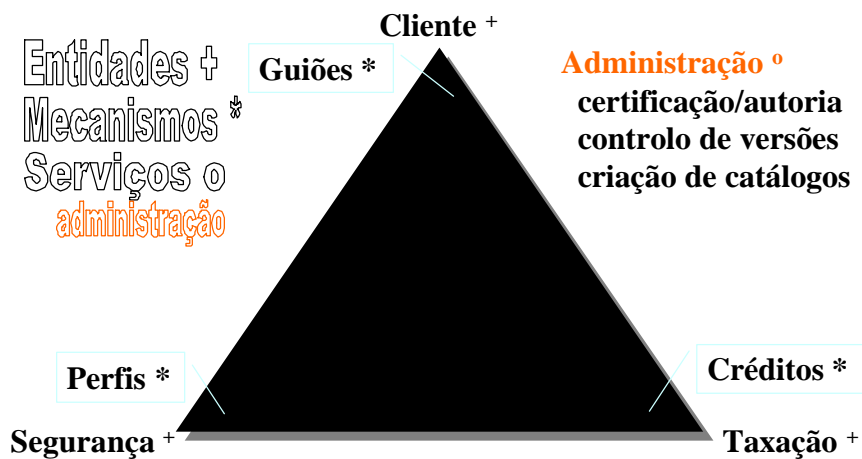 Entidades +
Mecanismos *
Serviços o
administração
Cliente +
Guiões *
Administração o
certificação/autoria
controlo de versões
criação de catálogos
Perfis *
Créditos *
Segurança +
Taxação +